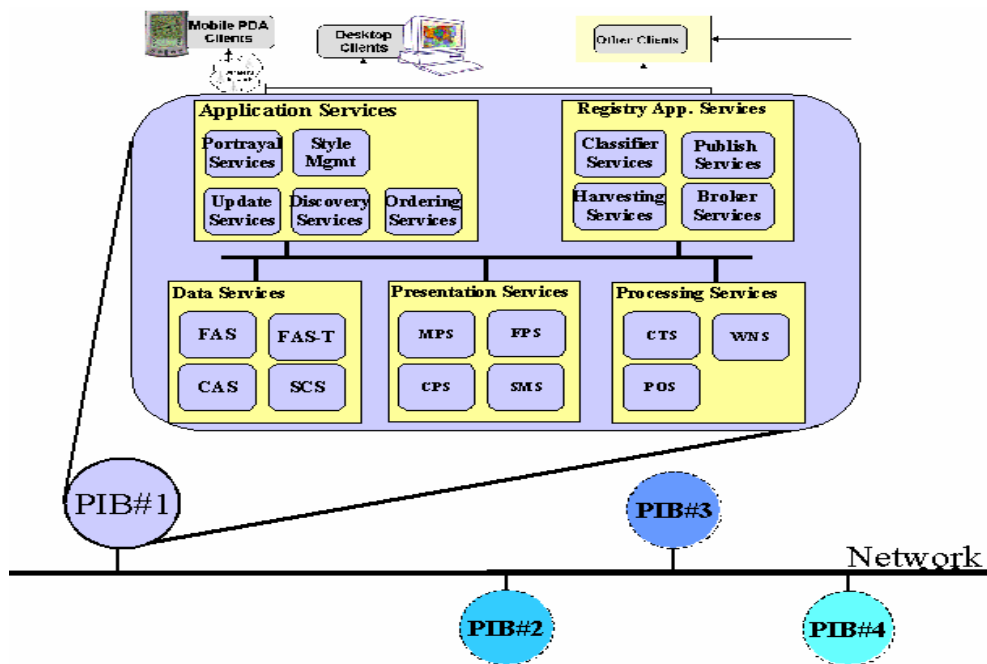 Mobile PDA
Clients
Desktop
Clients
Other Clients
Application Services
Portrayal
Services
Style
Mgmt
Update
Services
Discovery
Services
Ordering
Services
Registry App. Services
Classifier
Services
Publish
Services
Harvesting
Services
Broker
Services
Data Services
FAS
FAS-T
CAS
SCS
Presentation Services
MPS
FPS
CPS
SMS
Processing Services
CTS
WNS
POS
PIB#1
PIB#3
Network
PIB#2
PIB#4